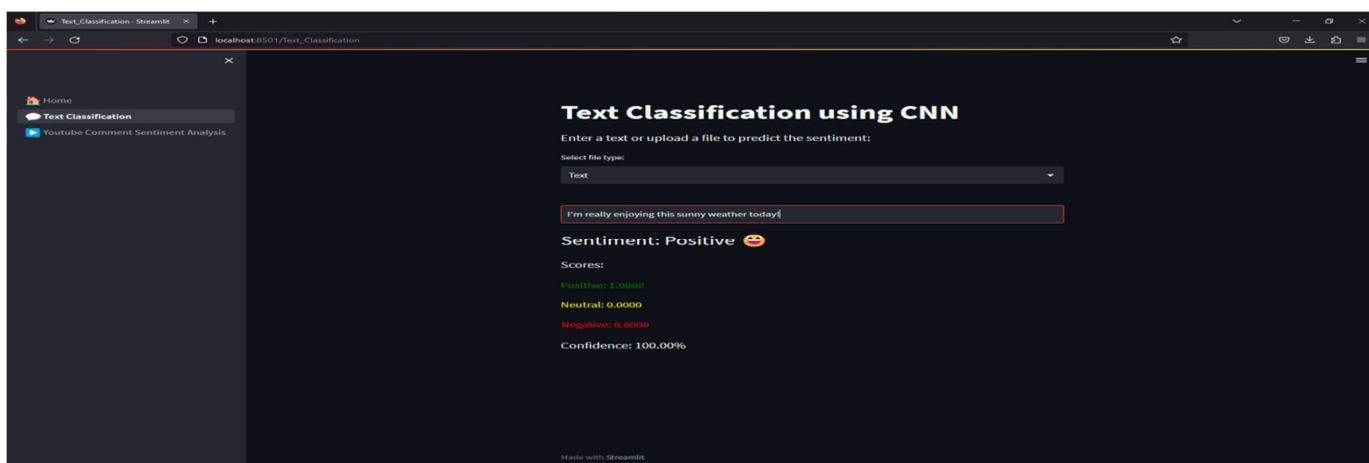 Text_Classification · Streamlit
localhost:8501/Text_Classification
Home
Text Classification
Youtube Comment Sentiment Analysis
Text Classification using CNN
Enter a text or upload a file to predict the sentiment:
Select file type:
Text
I'm really enjoying this sunny weather today!
Sentiment: Positive 😄
Scores:
Positive: 1.0000
Neutral: 0.0000
Negative: 0.0000
Confidence: 100.00%
Made with Streamlit